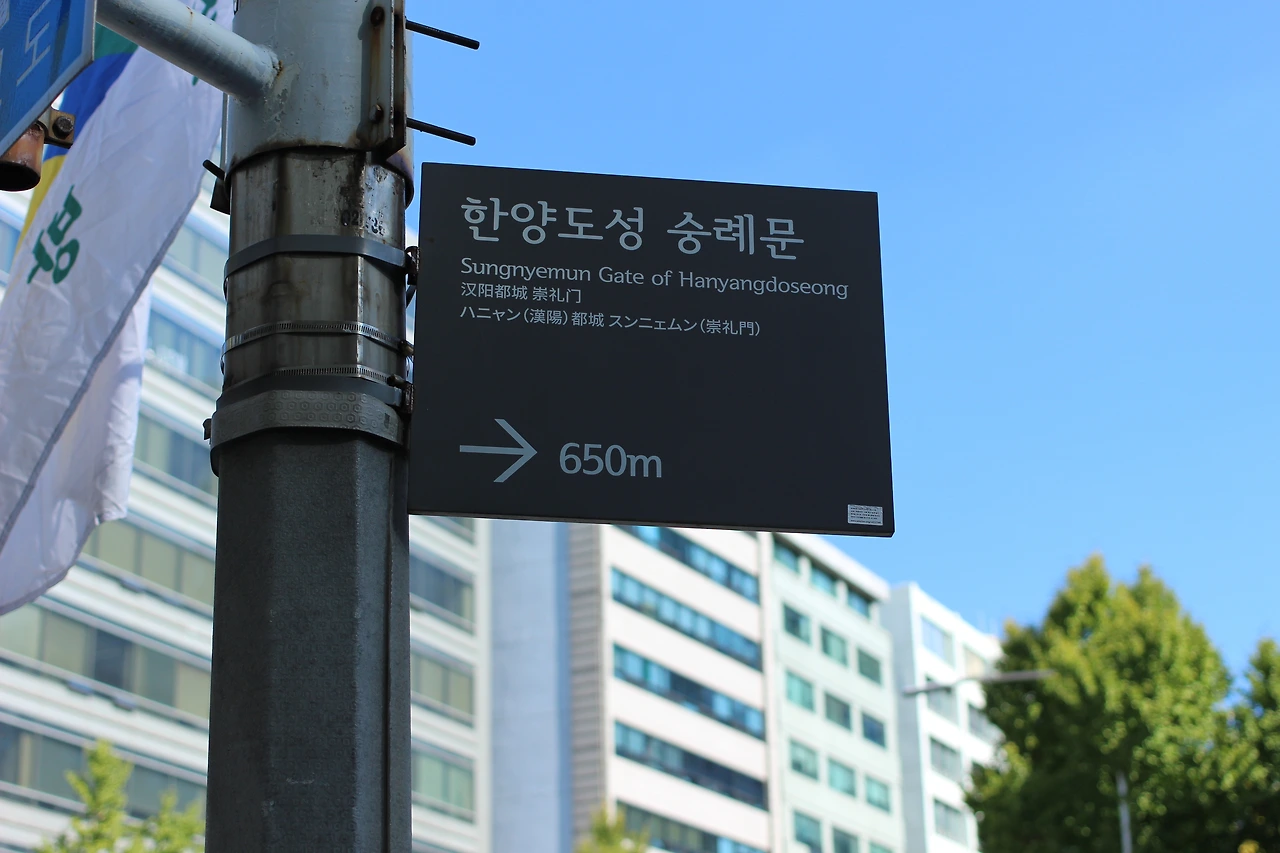 한양도성 숭례문
Sungnyemun Gate of Hanyangdoseong
汉阳都城 崇礼门
ハニャン(漢陽)都城 スンニェムン(崇礼門)
→ 650m
도